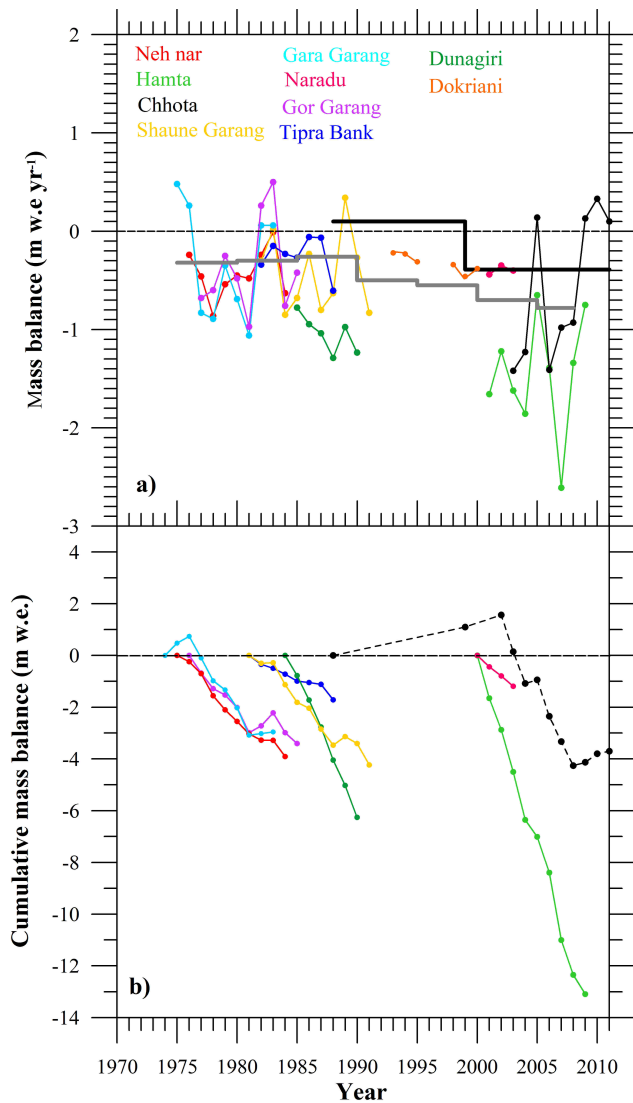 2
Neh nar Gara Garang Dunagiri
Hamta Naradu Dokriani
Chhota Gor Garang
Shaune Garang Tipra Bank
1
0
-1
-2
-3
Mass balance (m w.e yr⁻¹)
a)
4
2
0
-2
-4
-6
-8
-10
-12
-14
Cumulative mass balance (m w.e.)
b)
1970 1975 1980 1985 1990 1995 2000 2005 2010
Year